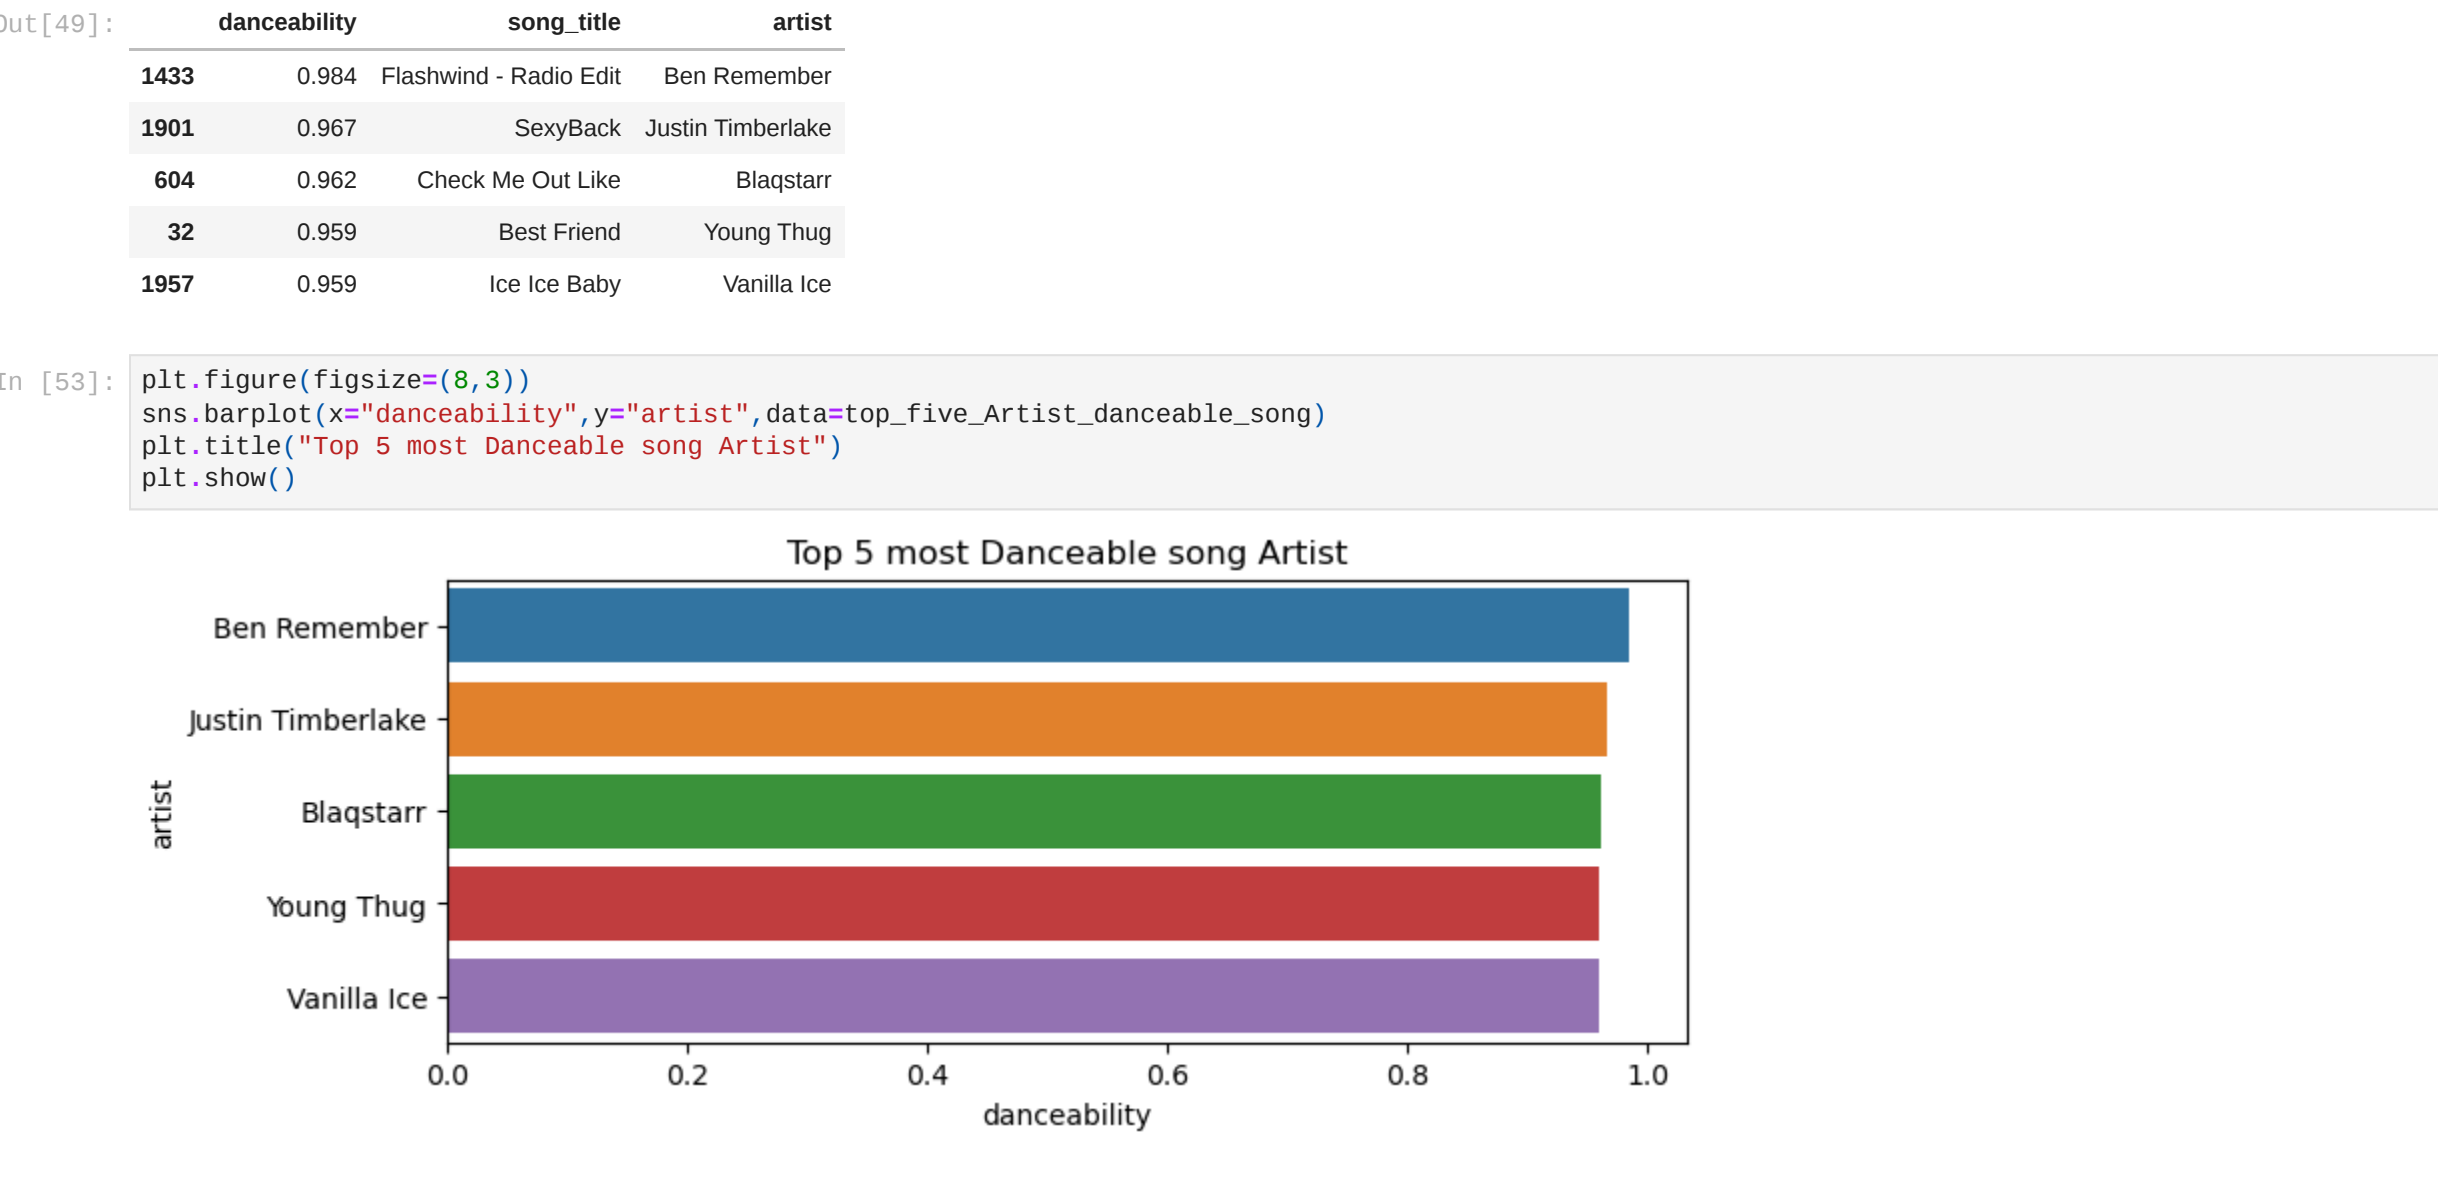 Out[49]:
danceability song_title artist
1433 0.984 Flashwind - Radio Edit Ben Remember
1901 0.967 SexyBack Justin Timberlake
604 0.962 Check Me Out Like Blaqstarr
32 0.959 Best Friend Young Thug
1957 0.959 Ice Ice Baby Vanilla Ice
In [53]:
plt.figure(figsize=(8,3))
sns.barplot(x="danceability",y="artist",data=top_five_Artist_danceable_song)
plt.title("Top 5 most Danceable song Artist")
plt.show()
Top 5 most Danceable song Artist
Ben Remember
Justin Timberlake
Blaqstarr
Young Thug
Vanilla Ice
artist
0.0 0.2 0.4 0.6 0.8 1.0
danceability